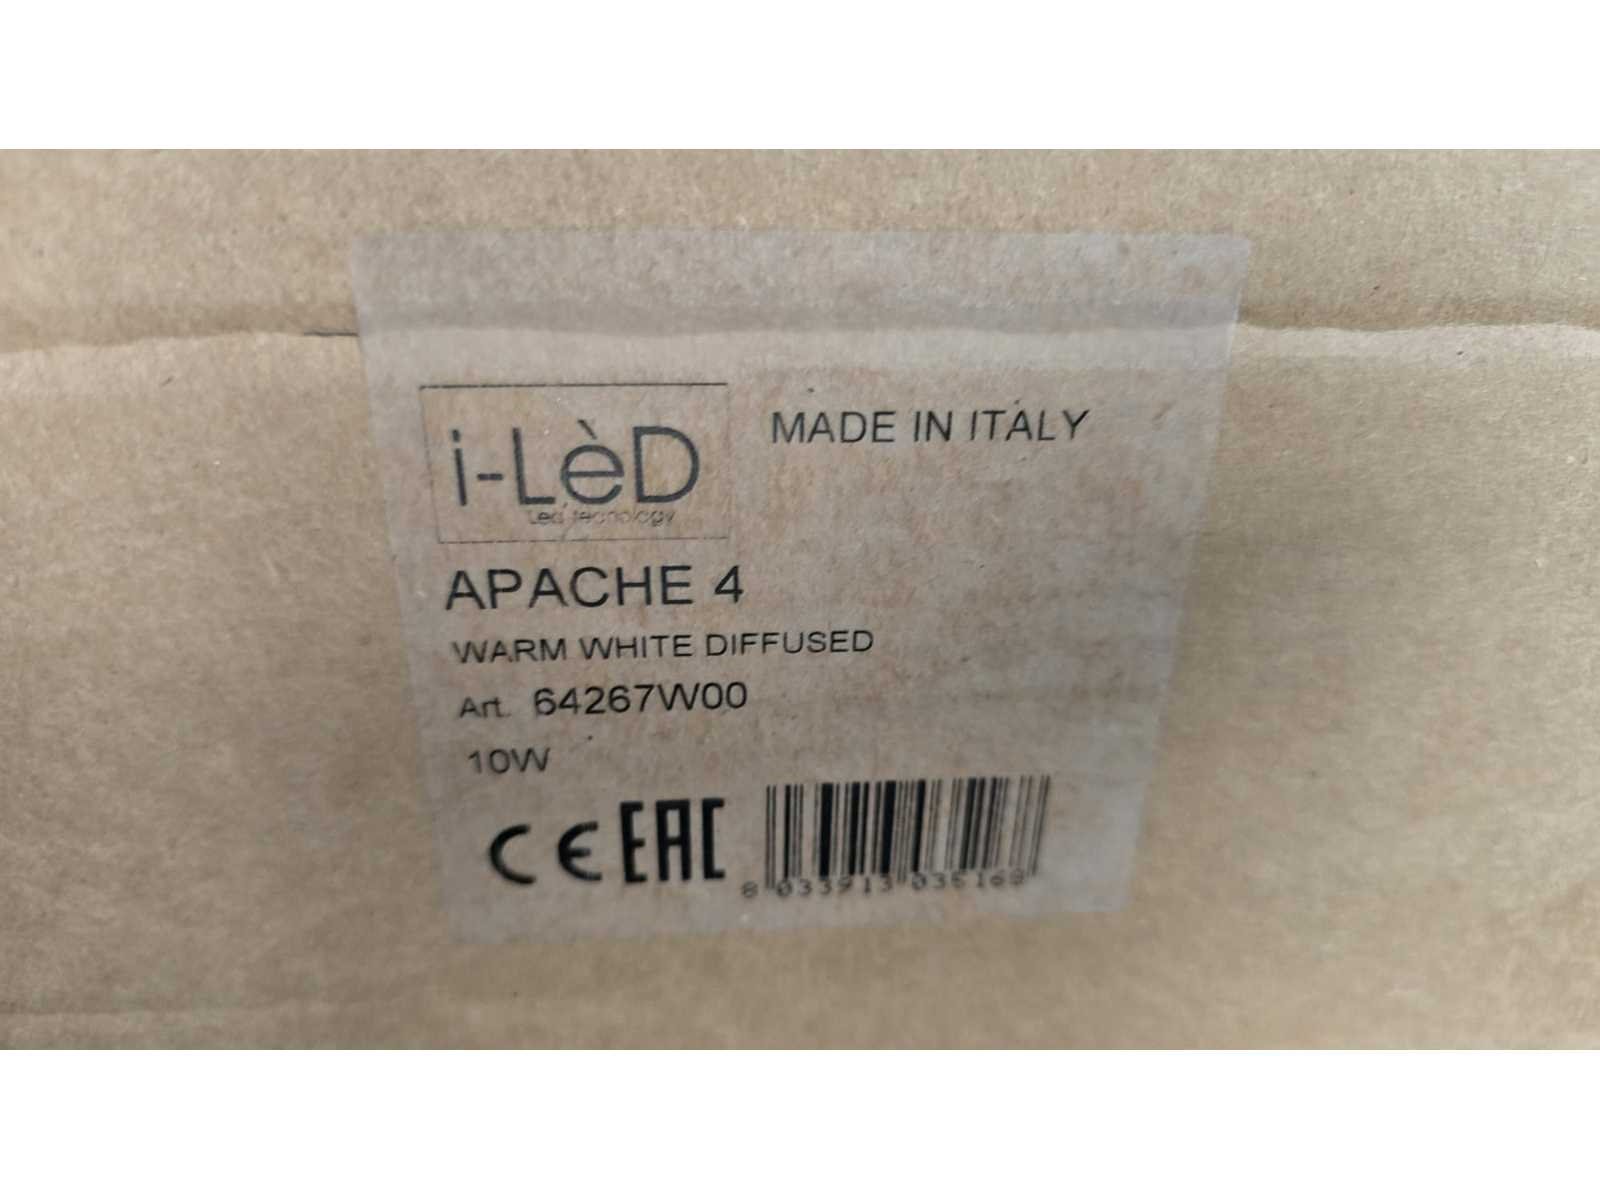 i-LèD
Led tecnology
MADE IN ITALY
APACHE 4
WARM WHITE DIFFUSED
Art. 64267W00
10W
CE EAC
8 033913 036168